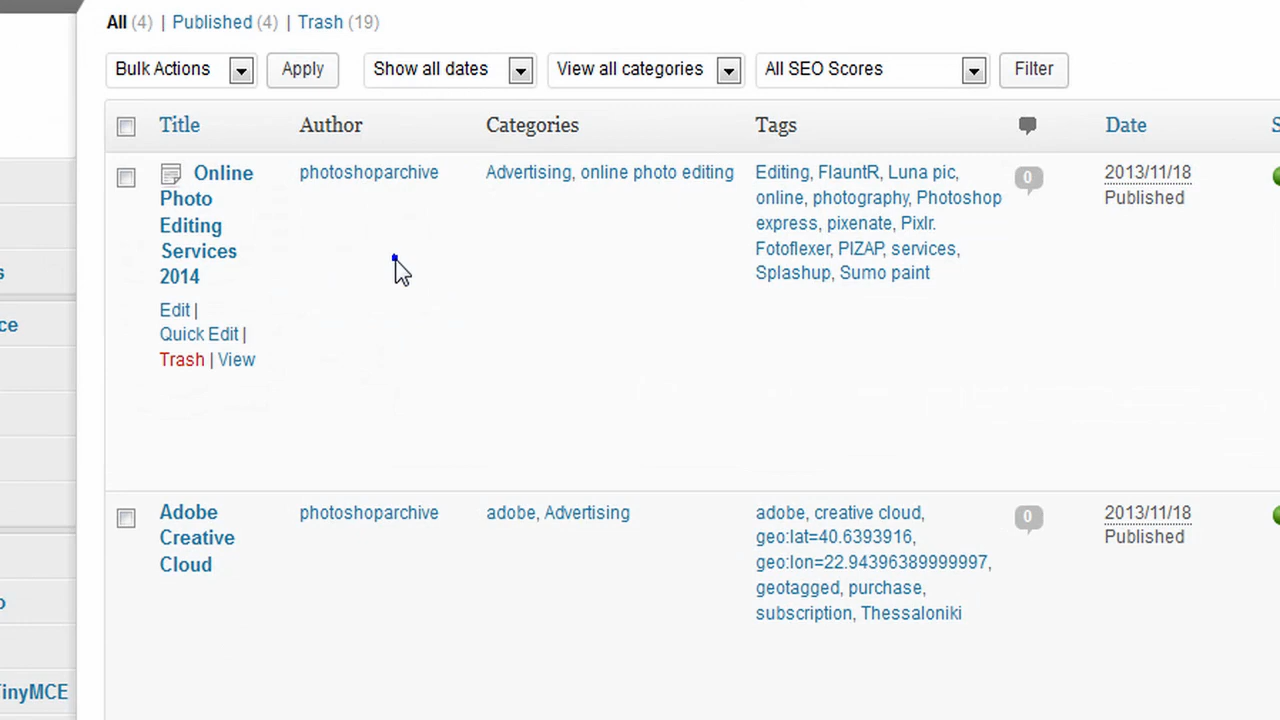 All (4) | Published (4) | Trash (19)
Bulk Actions Apply Show all dates View all categories All SEO Scores Filter
Title Author Categories Tags Date S
Online Photo Editing Services 2014
Edit |
Quick Edit |
Trash | View
photoshoparchive
Advertising, online photo editing
Editing, FlauntR, Luna pic,
online, photography, Photoshop
express, pixenate, Pixlr.
Fotoflexer, PIZAP, services,
Splashup, Sumo paint
0
2013/11/18
Published
Adobe
Creative
Cloud
photoshoparchive
adobe, Advertising
adobe, creative cloud,
geo:lat=40.6393916,
geo:lon=22.94396389999997,
geotagged, purchase,
subscription, Thessaloniki
0
2013/11/18
Published
s
ce
o
TinyMCE